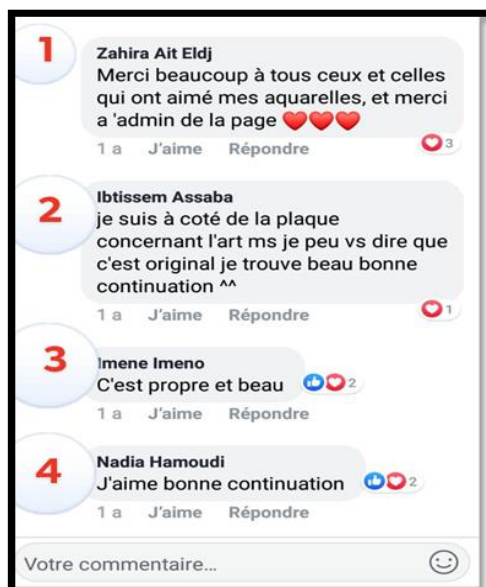 1
Zahira Ait Eldj
Merci beaucoup à tous ceux et celles
qui ont aimé mes aquarelles, et merci
a 'admin de la page ❤️❤️❤️
1 a J'aime Répondre 3
2
Ibtissem Assaba
je suis à coté de la plaque
concernant l'art ms je peu vs dire que
c'est original je trouve beau bonne
continuation ^^
1 a J'aime Répondre 1
3
Imene Imeno
C'est propre et beau 2
1 a J'aime Répondre
4
Nadia Hamoudi
J'aime bonne continuation 2
1 a J'aime Répondre
Votre commentaire...